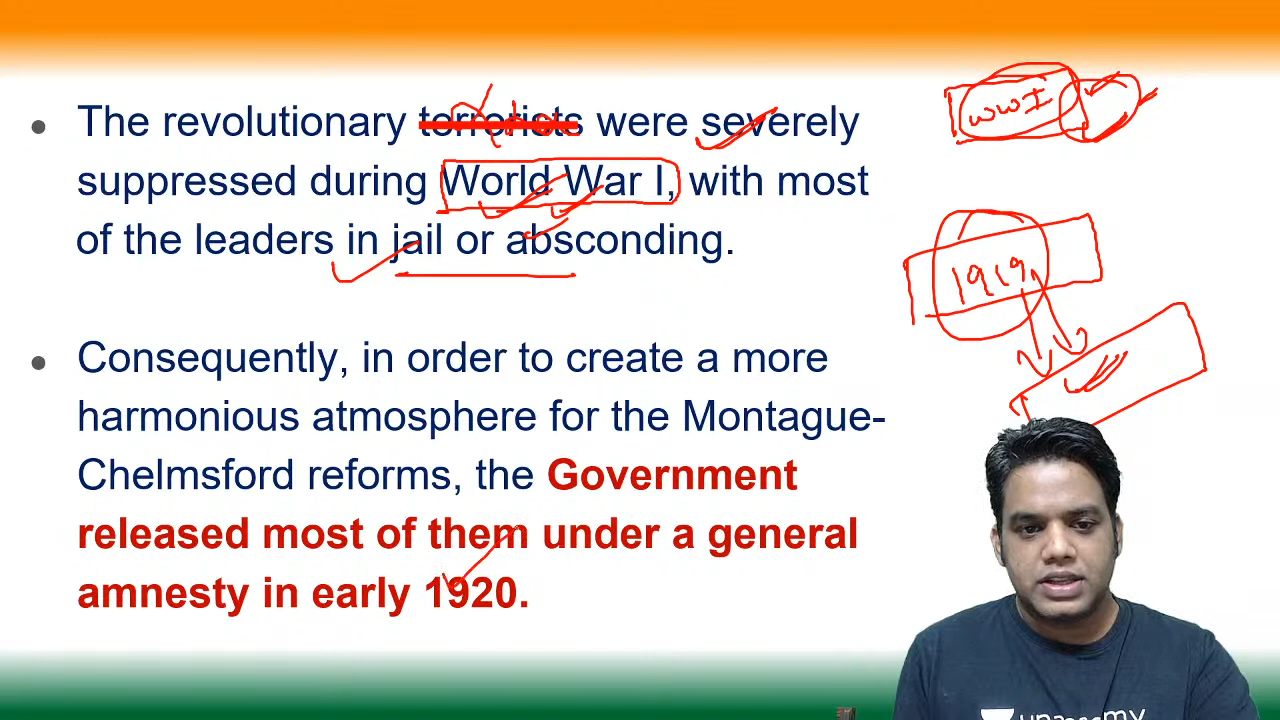 The revolutionary terrorists were severely
suppressed during World War I, with most
of the leaders in jail or absconding.
Consequently, in order to create a more
harmonious atmosphere for the Montague-
Chelmsford reforms, the Government
released most of them under a general
amnesty in early 1920.
WWI
1919